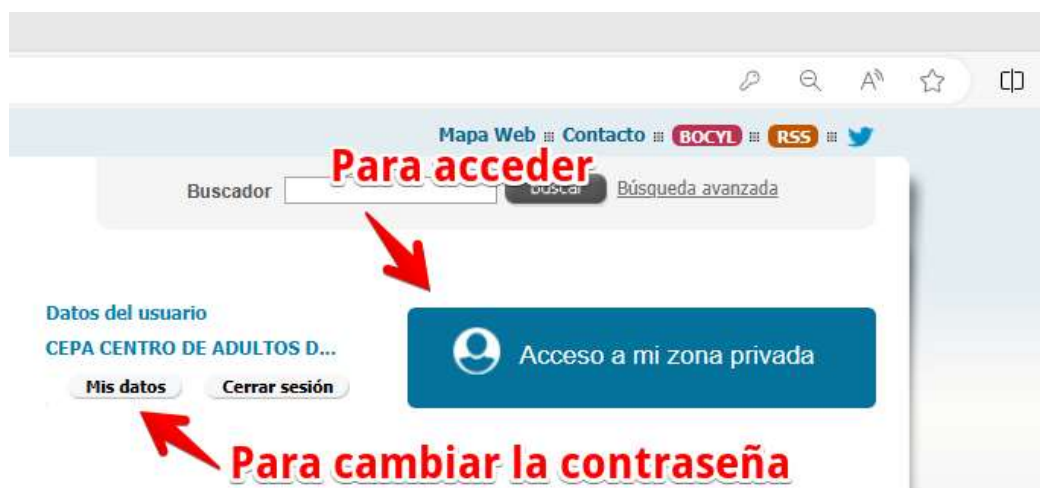 Mapa Web Contacto BOCYL RSS
Para acceder
Buscador Buscar Búsqueda avanzada
Datos del usuario
CEPA CENTRO DE ADULTOS D...
Mis datos Cerrar sesión
Acceso a mi zona privada
Para cambiar la contraseña